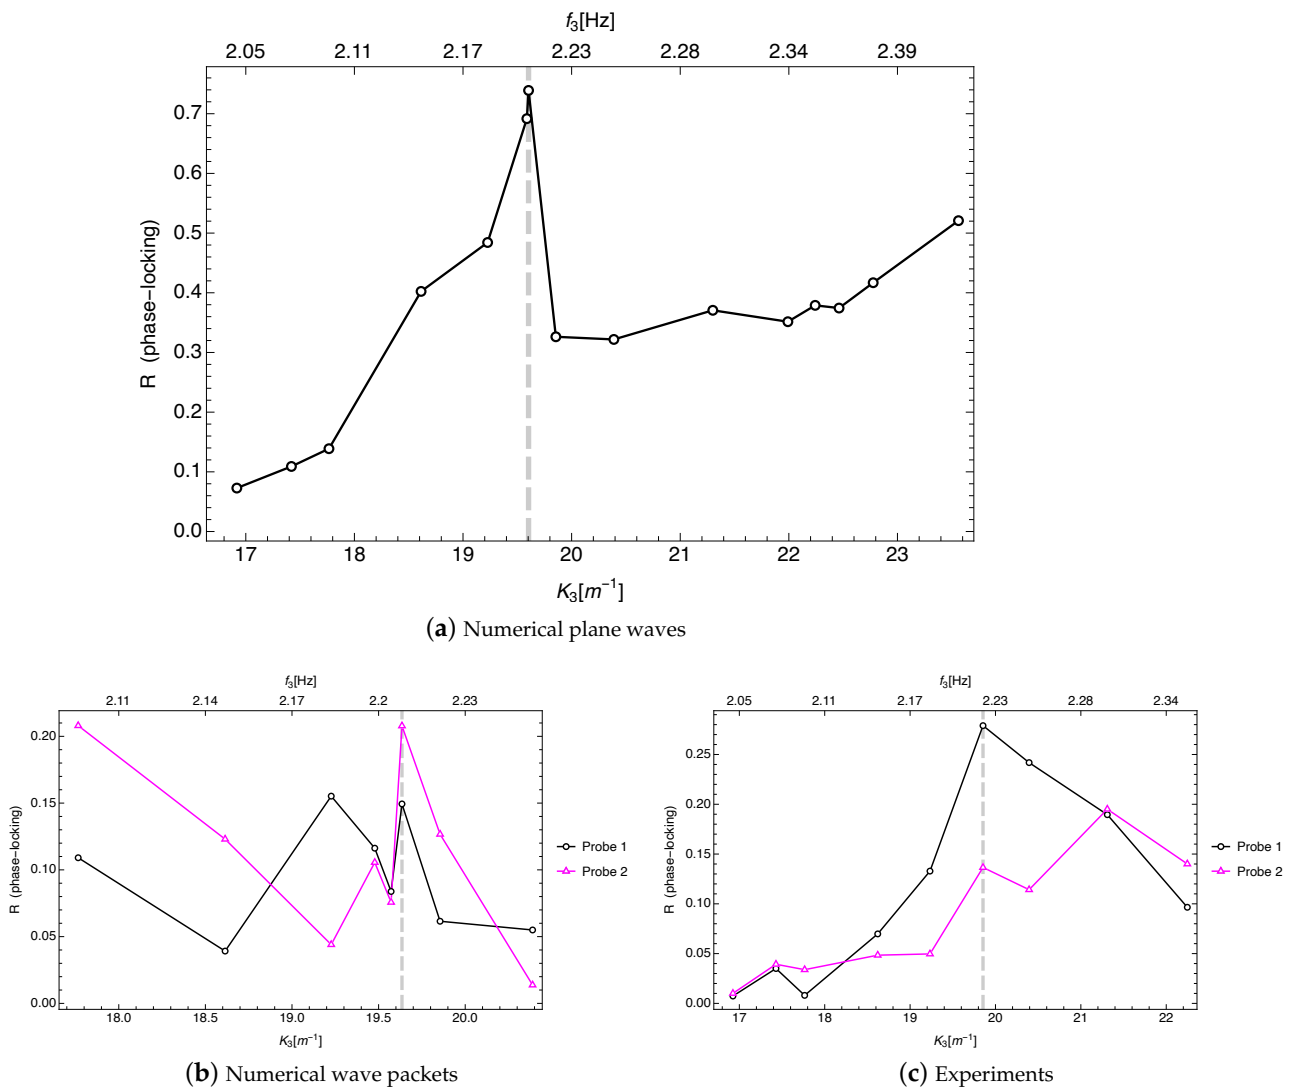 f3[Hz]
2.05 2.11 2.17 2.23 2.28 2.34 2.39
0.7
0.6
0.5
0.4
0.3
0.2
0.1
0.0
R (phase−locking)
17 18 19 20 21 22 23
K3[m−1]
(a) Numerical plane waves
f3[Hz]
2.11 2.14 2.17 2.2 2.23
0.20
0.15
0.10
0.05
0.00
R (phase−locking)
Probe 1
Probe 2
18.0 18.5 19.0 19.5 20.0
K3[m−1]
(b) Numerical wave packets
f3[Hz]
2.05 2.11 2.17 2.23 2.28 2.34
0.25
0.20
0.15
0.10
0.05
0.00
R (phase−locking)
Probe 1
Probe 2
17 18 19 20 21 22
K3[m−1]
(c) Experiments